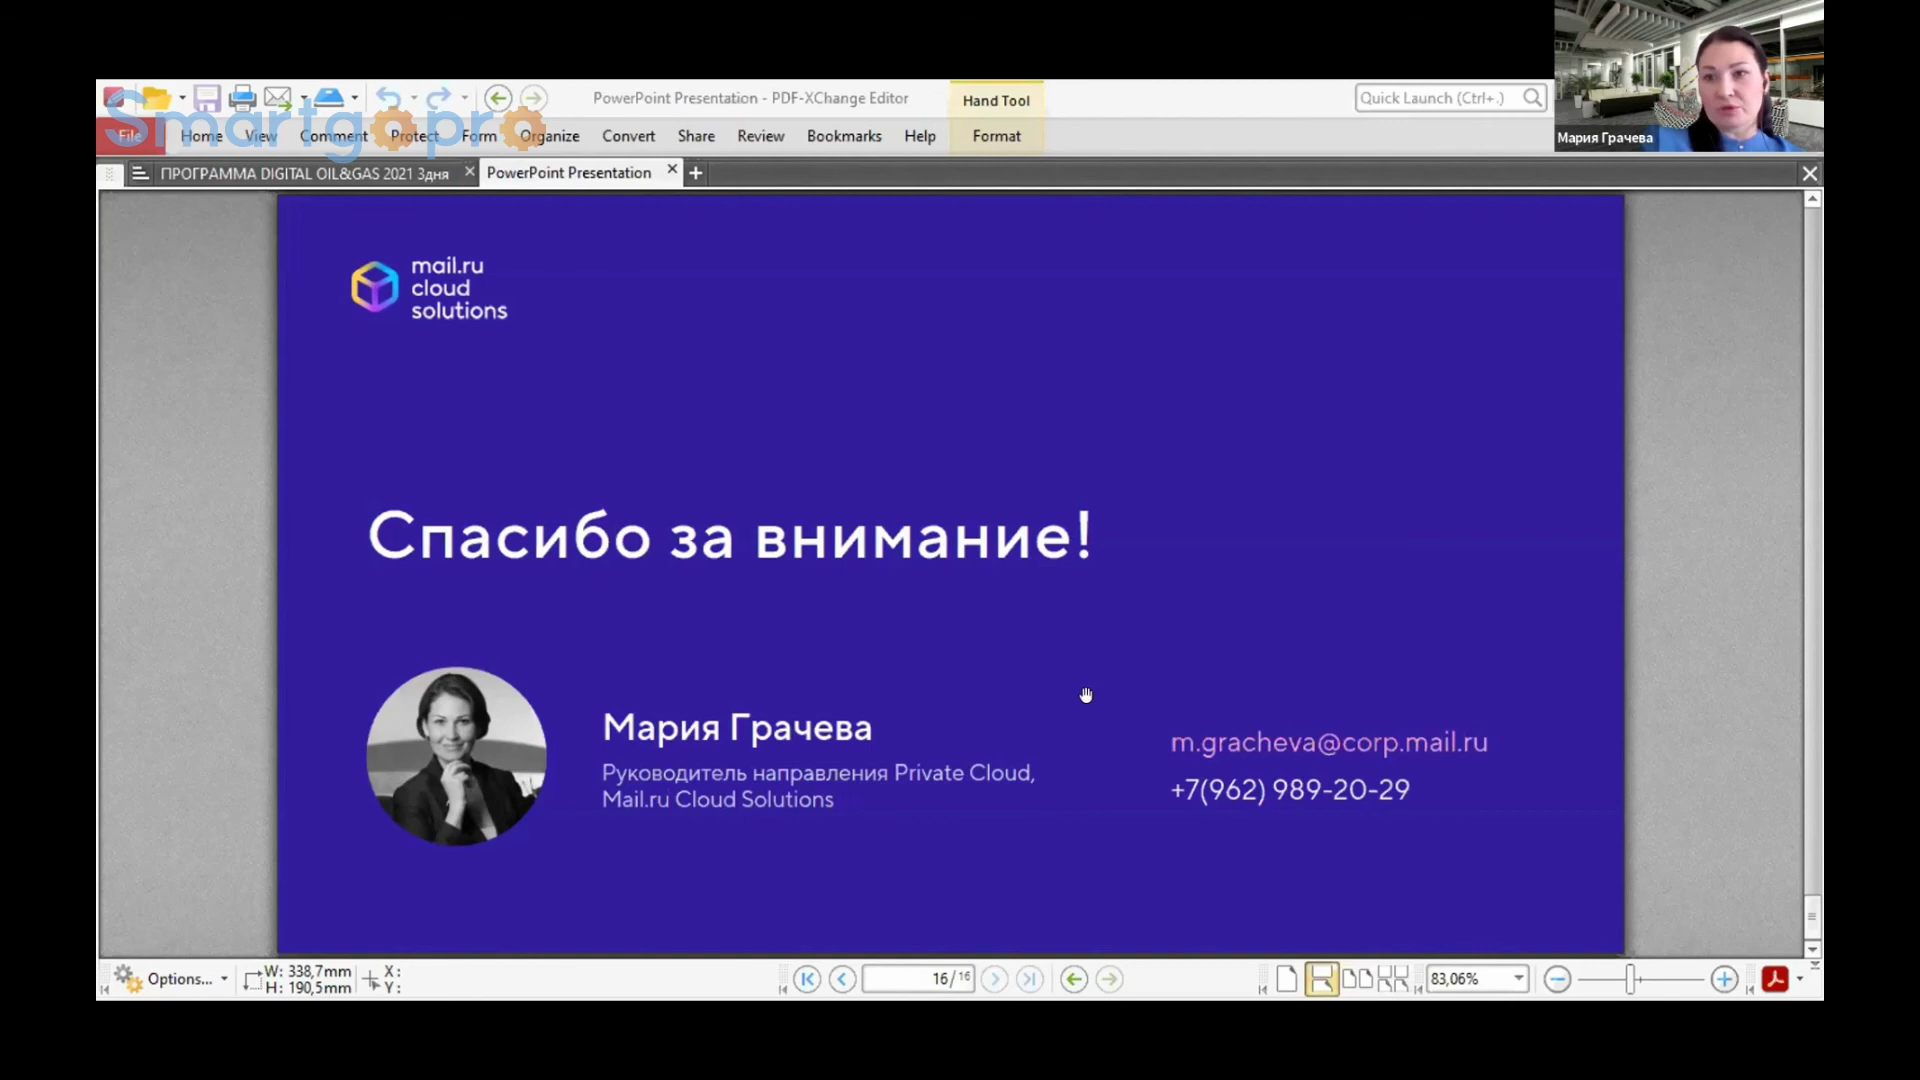 PowerPoint Presentation - PDF-XChange Editor
Hand Tool
Quick Launch (Ctrl+.)
Smartgopro
File
Home
View
Comment
Protect
Form
Organize
Convert
Share
Review
Bookmarks
Help
Format
Мария Грачева
ПРОГРАММА DIGITAL OIL&GAS 2021 3дня
PowerPoint Presentation
mail.ru
cloud
solutions
Спасибо за внимание!
Мария Грачева
Руководитель направления Private Cloud,
Mail.ru Cloud Solutions
m.gracheva@corp.mail.ru
+7(962) 989-20-29
Options...
W: 338,7mm
H: 190,5mm
X:
Y:
16/16
83,06%